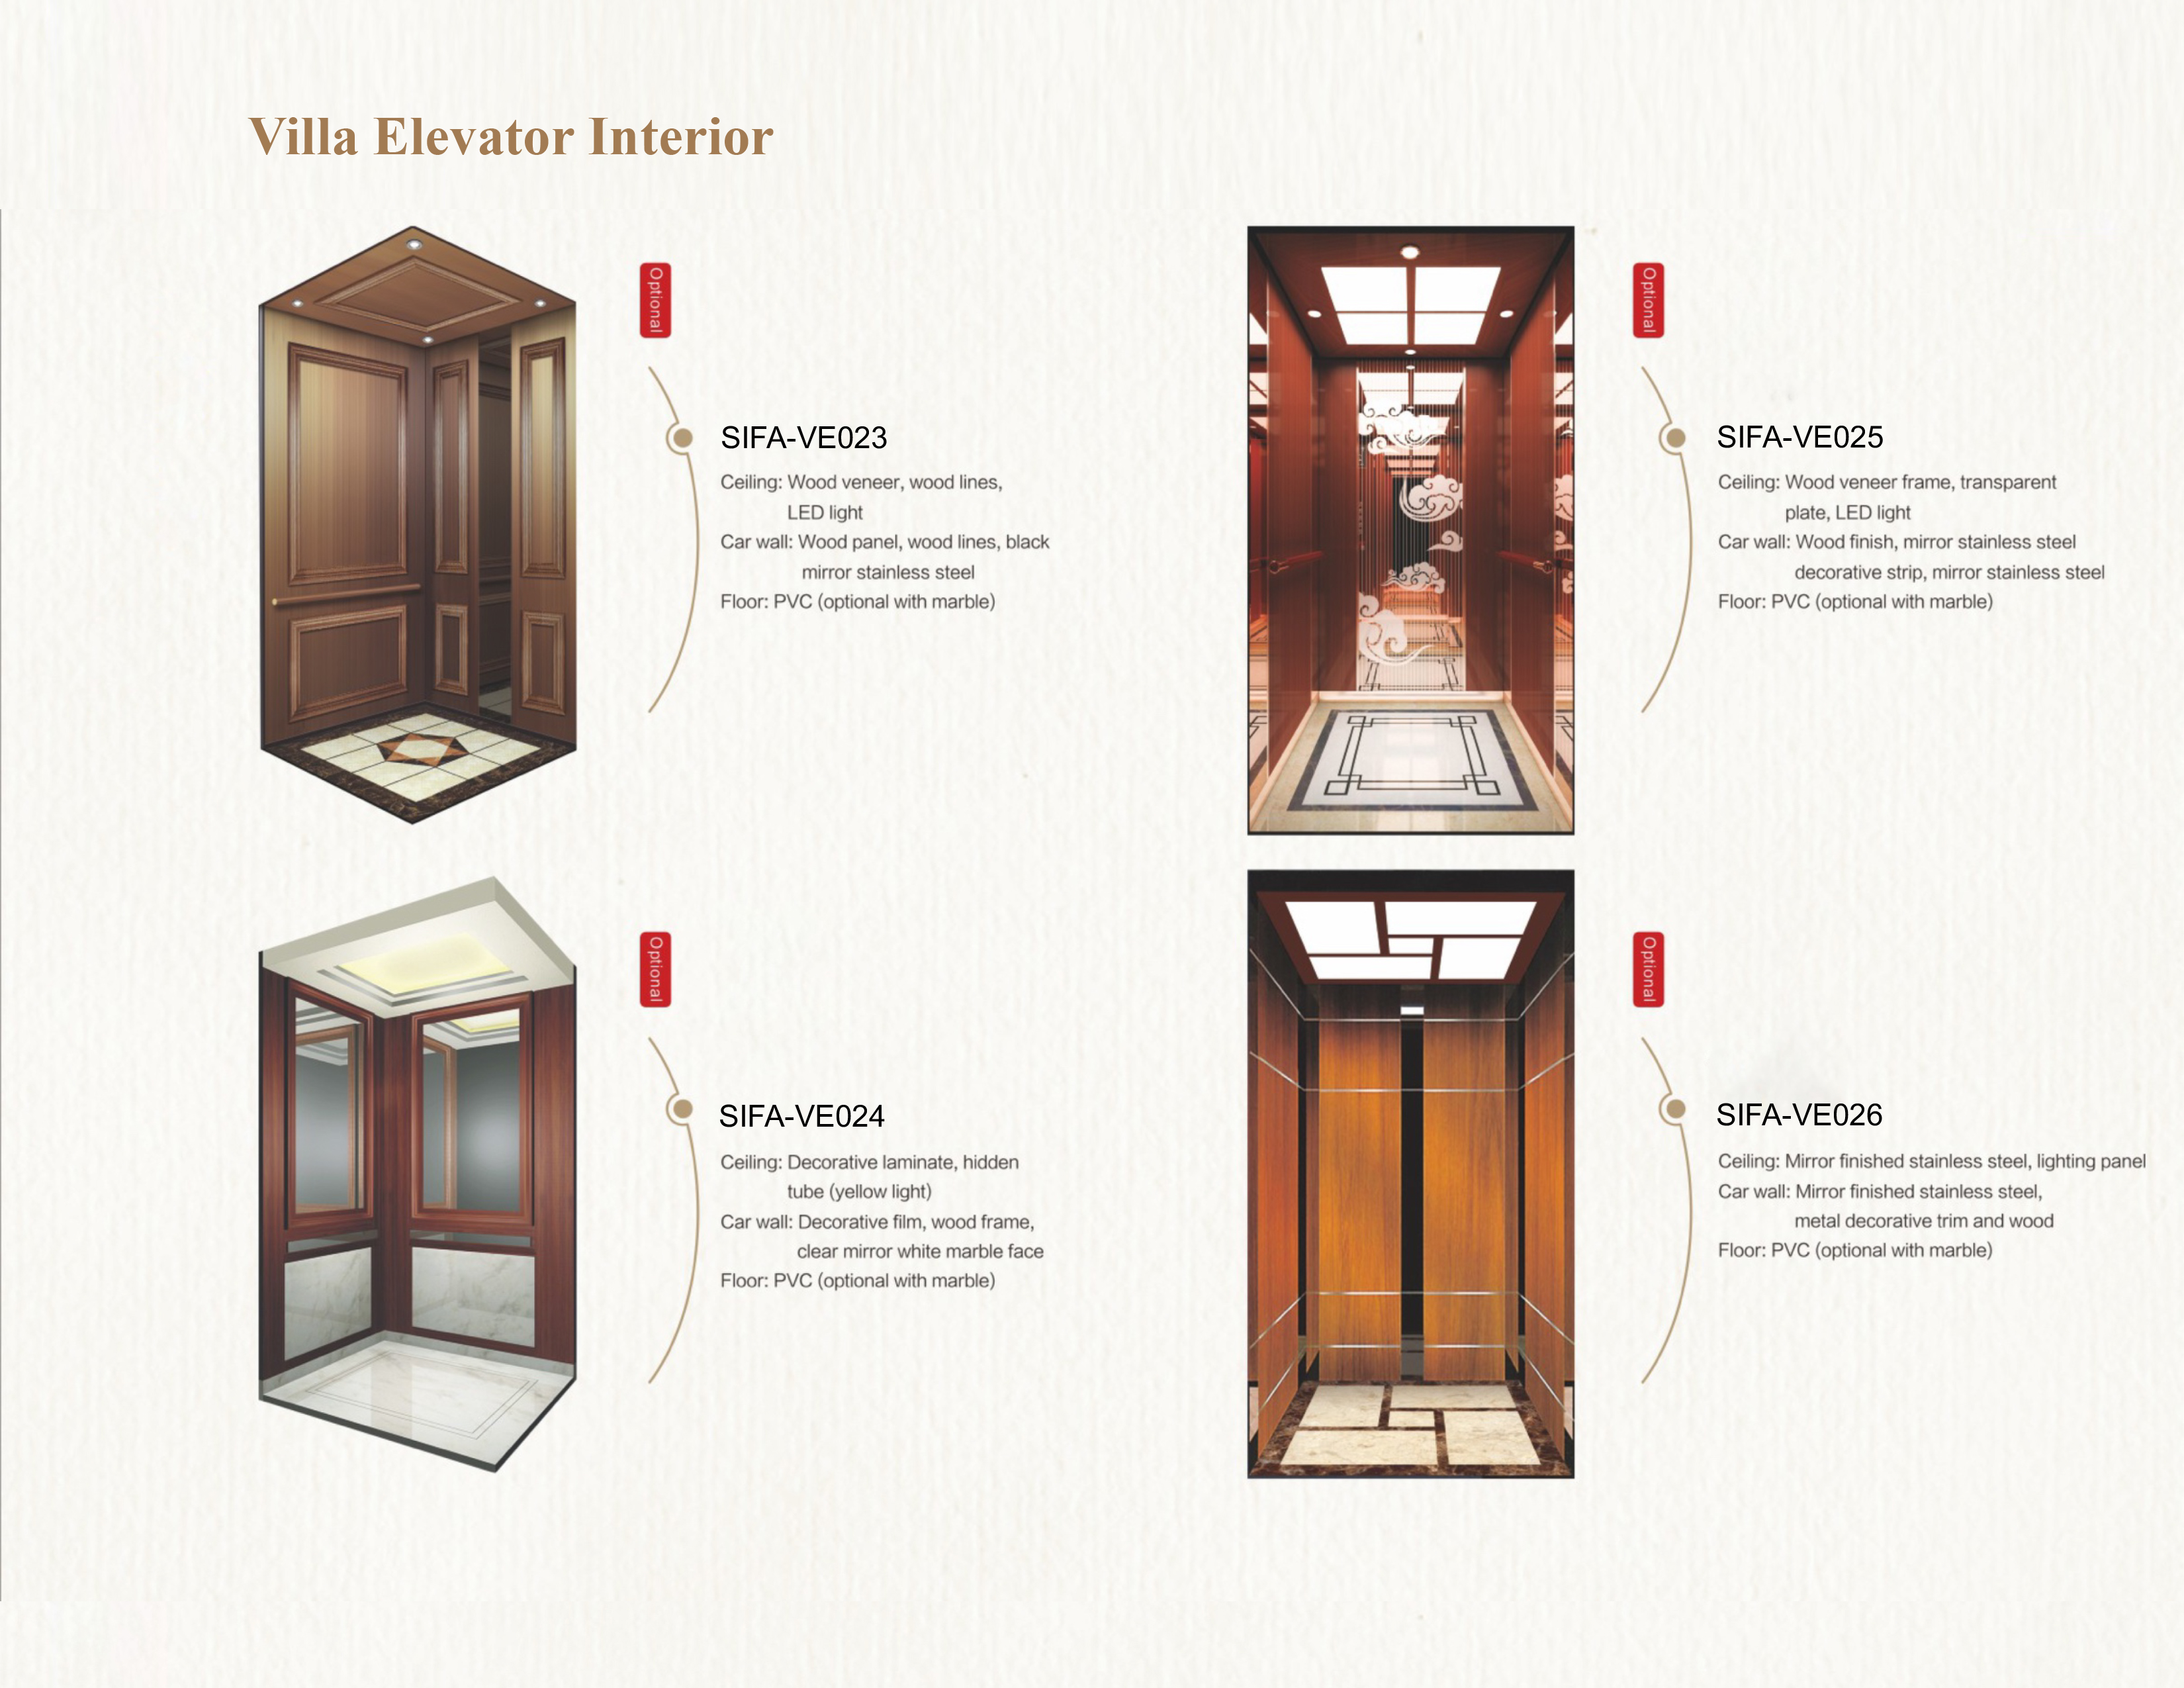 Villa Elevator Interior
Optional
SIFA-VE023
Ceiling: Wood veneer, wood lines,
LED light
Car wall: Wood panel, wood lines, black
mirror stainless steel
Floor: PVC (optional with marble)
Optional
SIFA-VE025
Ceiling: Wood veneer frame, transparent
plate, LED light
Car wall: Wood finish, mirror stainless steel
decorative strip, mirror stainless steel
Floor: PVC (optional with marble)
Optional
SIFA-VE024
Ceiling: Decorative laminate, hidden
tube (yellow light)
Car wall: Decorative film, wood frame,
clear mirror white marble face
Floor: PVC (optional with marble)
Optional
SIFA-VE026
Ceiling: Mirror finished stainless steel, lighting panel
Car wall: Mirror finished stainless steel,
metal decorative trim and wood
Floor: PVC (optional with marble)